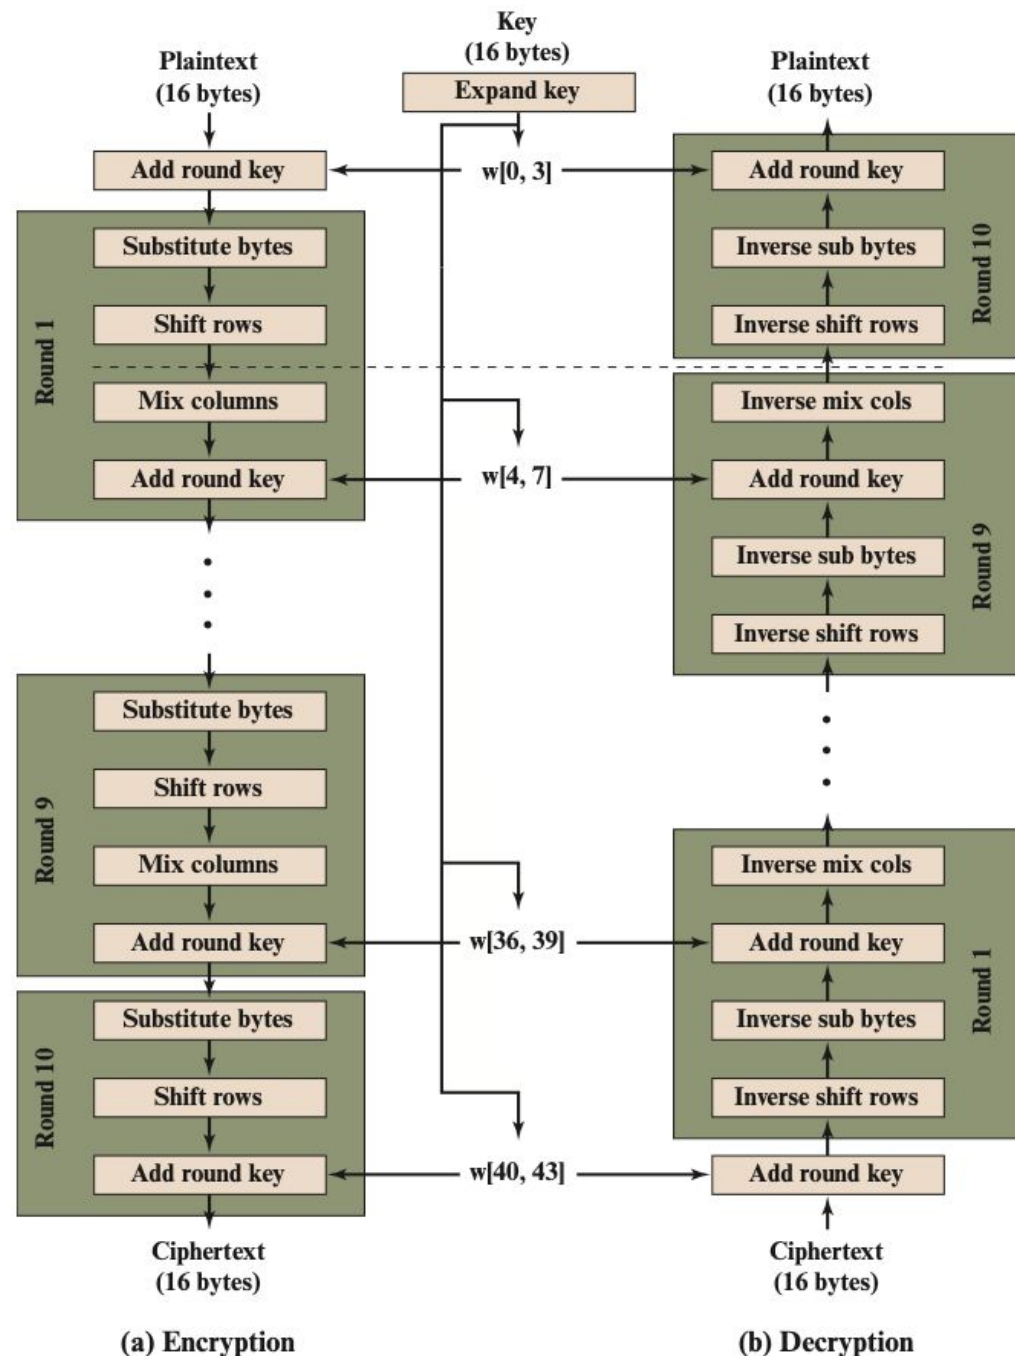 Key
(16 bytes)
Expand key
Plaintext
(16 bytes)
Add round key
Round 1
Substitute bytes
Shift rows
Mix columns
Add round key
Round 9
Substitute bytes
Shift rows
Mix columns
Add round key
Round 10
Substitute bytes
Shift rows
Add round key
Ciphertext
(16 bytes)
(a) Encryption
w[0, 3]
w[4, 7]
w[36, 39]
w[40, 43]
Plaintext
(16 bytes)
Add round key
Inverse sub bytes
Inverse shift rows
Round 10
Inverse mix cols
Add round key
Inverse sub bytes
Inverse shift rows
Round 9
Inverse mix cols
Add round key
Inverse sub bytes
Inverse shift rows
Round 1
Add round key
Ciphertext
(16 bytes)
(b) Decryption